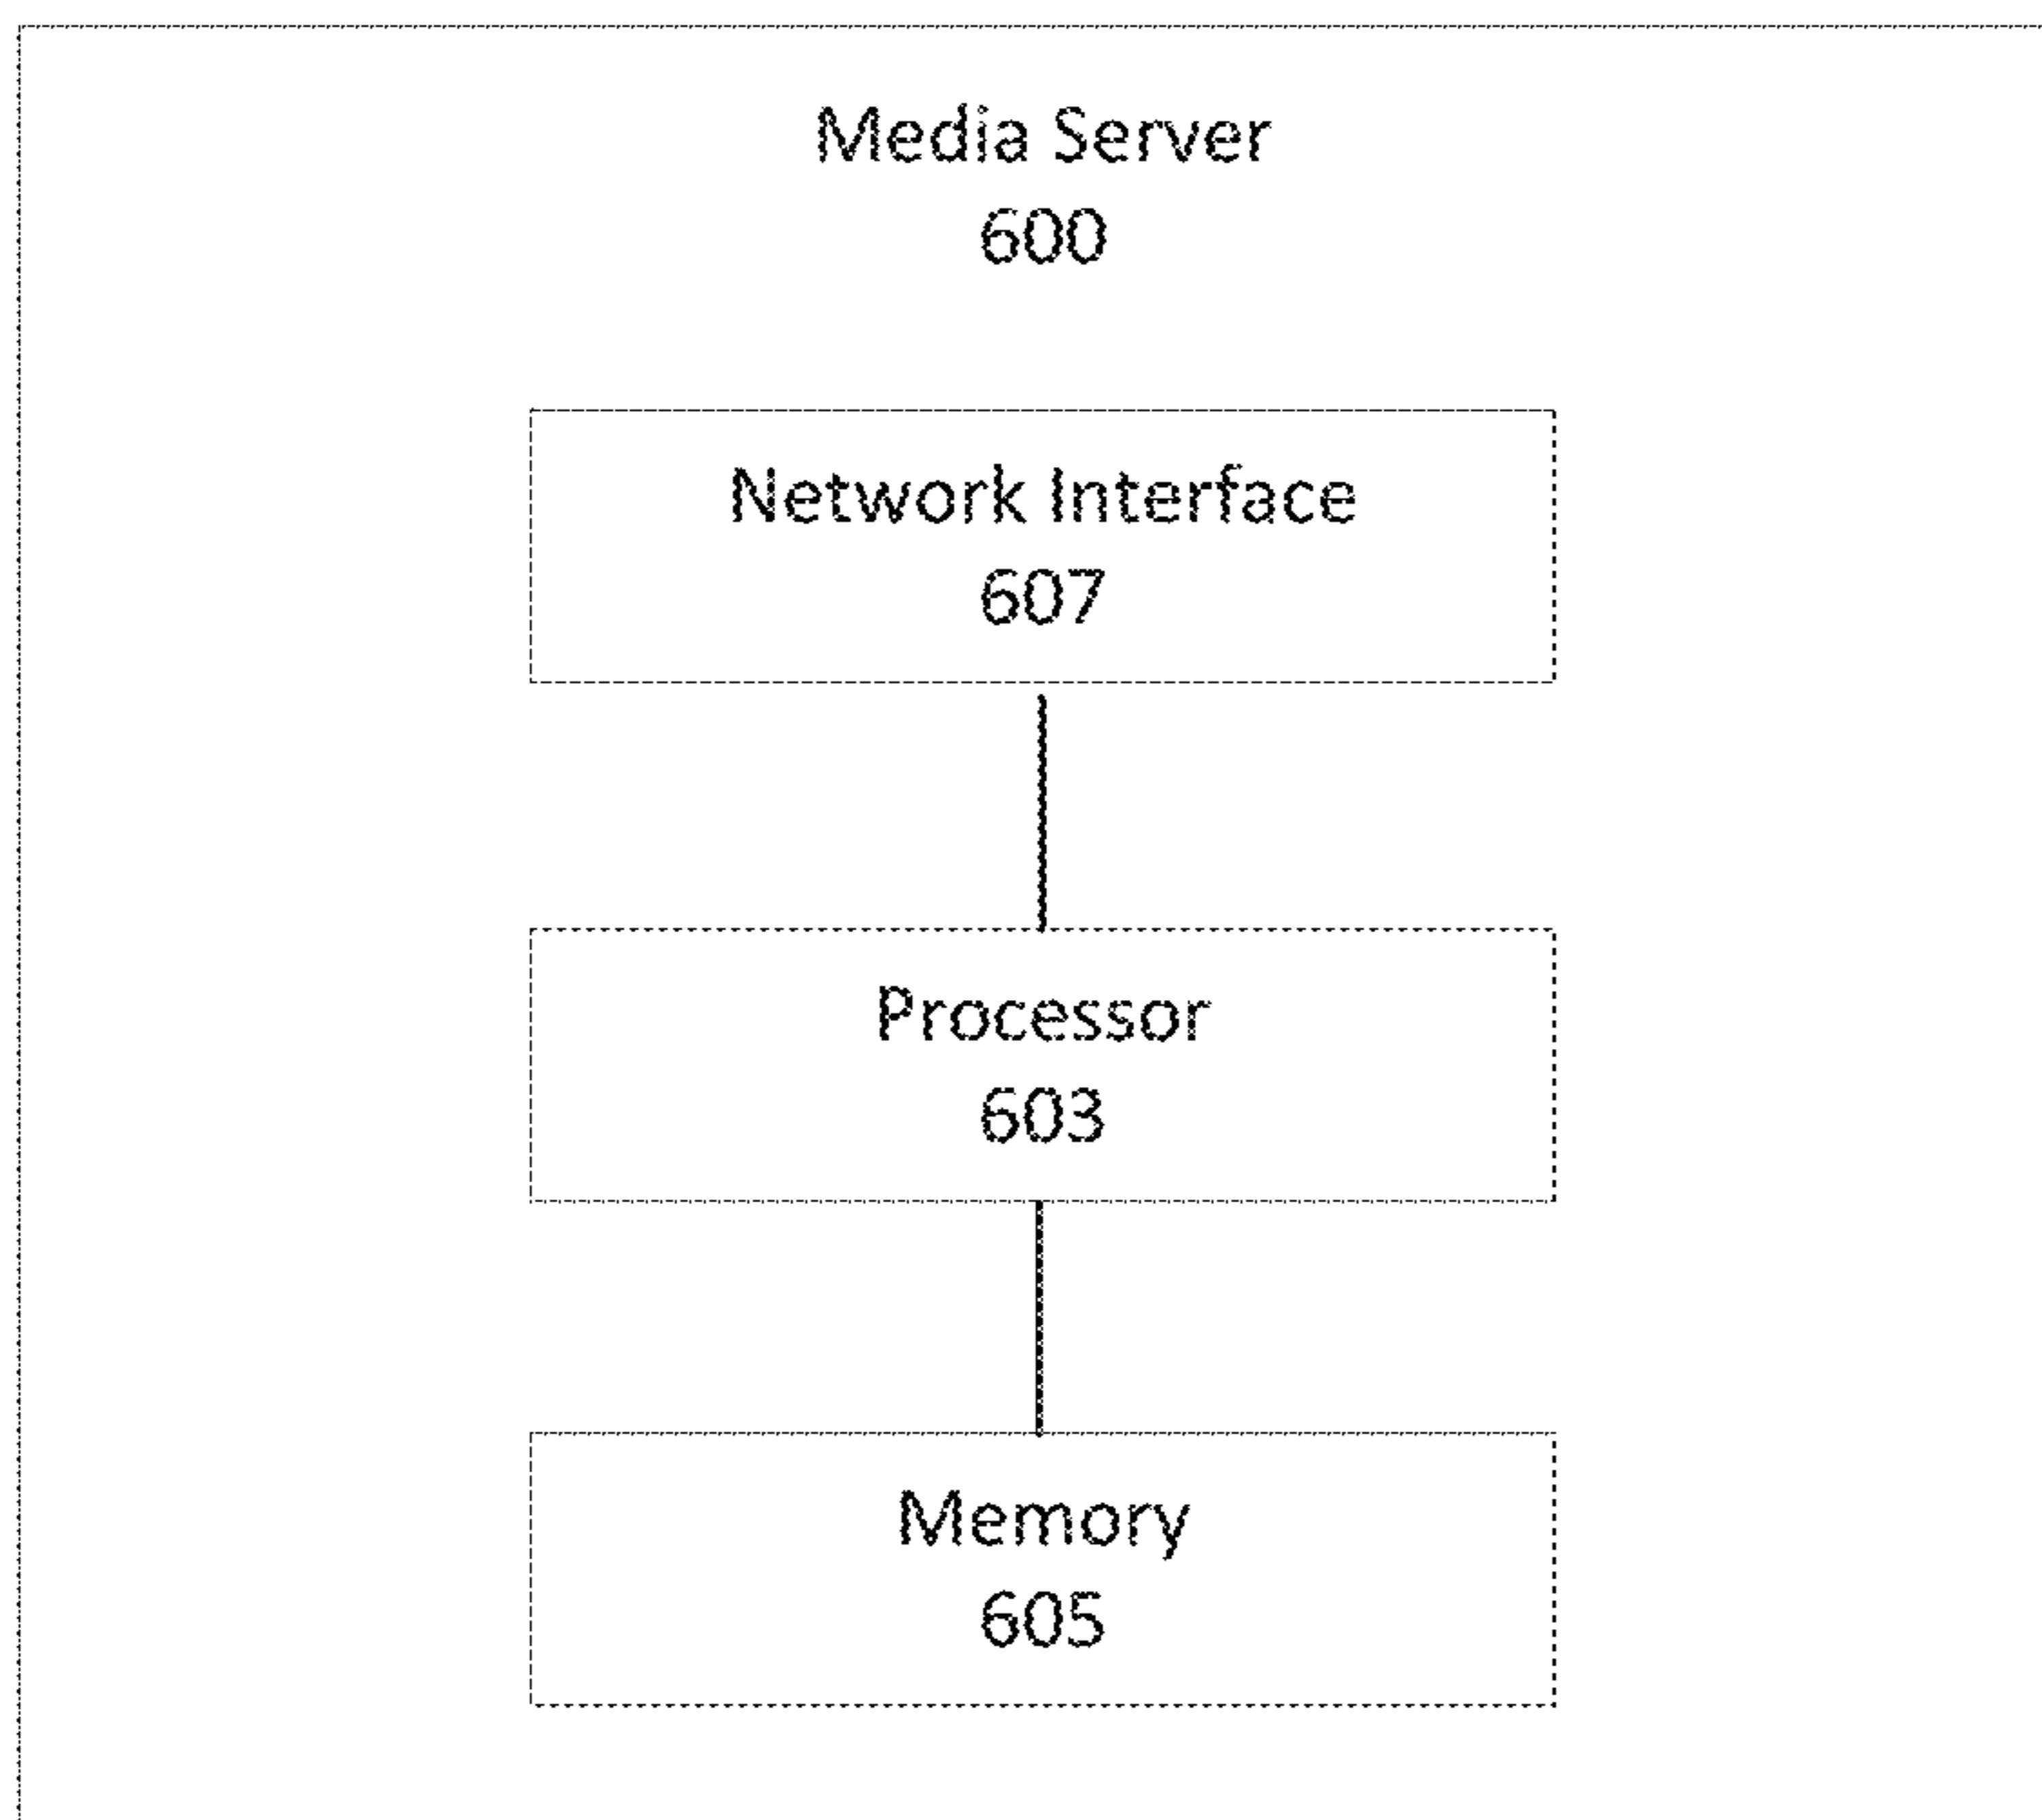 Media Server
600
Network Interface
607
Processor
603
Memory
605